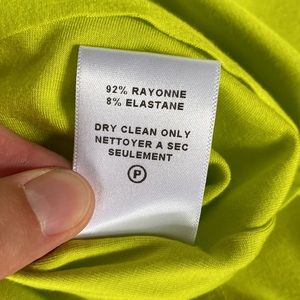 92% RAYONNE
8% ELASTANE
DRY CLEAN ONLY
NETTOYER A SEC
SEULEMENT
P